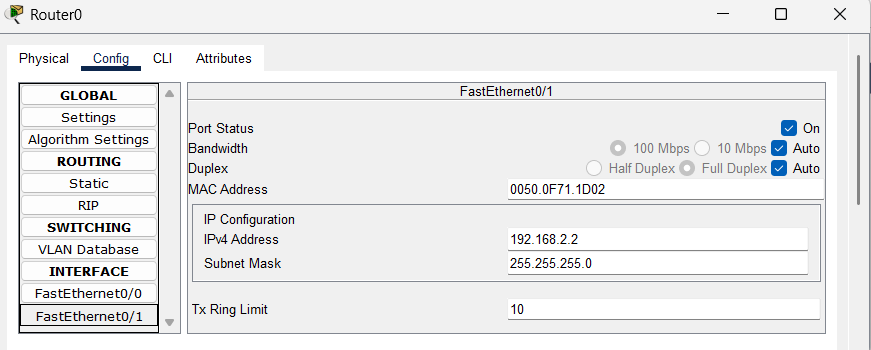 Router0
Physical Config CLI Attributes
GLOBAL
Settings
Algorithm Settings
ROUTING
Static
RIP
SWITCHING
VLAN Database
INTERFACE
FastEthernet0/0
FastEthernet0/1
FastEthernet0/1
Port Status On
Bandwidth 100 Mbps 10 Mbps Auto
Duplex Half Duplex Full Duplex Auto
MAC Address 0050.0F71.1D02
IP Configuration
IPv4 Address 192.168.2.2
Subnet Mask 255.255.255.0
Tx Ring Limit 10